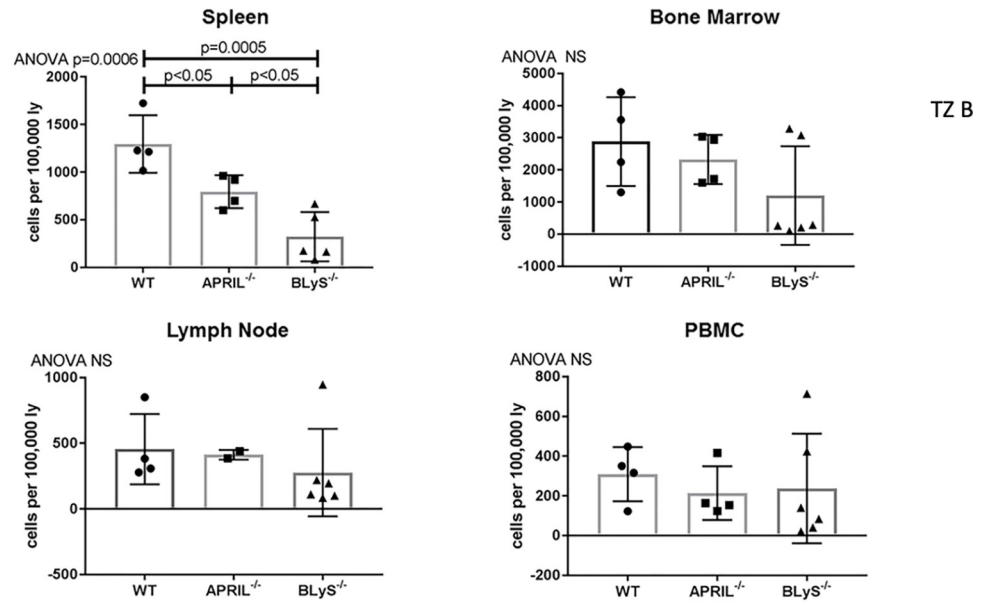 Spleen
ANOVA p=0.0006
p=0.0005
p<0.05
p<0.05
cells per 100,000 ly
2000
1500
1000
500
0
WT
APRIL-/-
BLyS-/-
Bone Marrow
ANOVA NS
cells per 100,000 ly
5000
4000
3000
2000
1000
0
-1000
WT
APRIL-/-
BLyS-/-
TZ B
Lymph Node
ANOVA NS
cells per 100,000 ly
1000
500
0
-500
WT
APRIL-/-
BLyS-/-
PBMC
ANOVA NS
cells per 100,000 ly
800
600
400
200
0
-200
WT
APRIL-/-
BLyS-/-